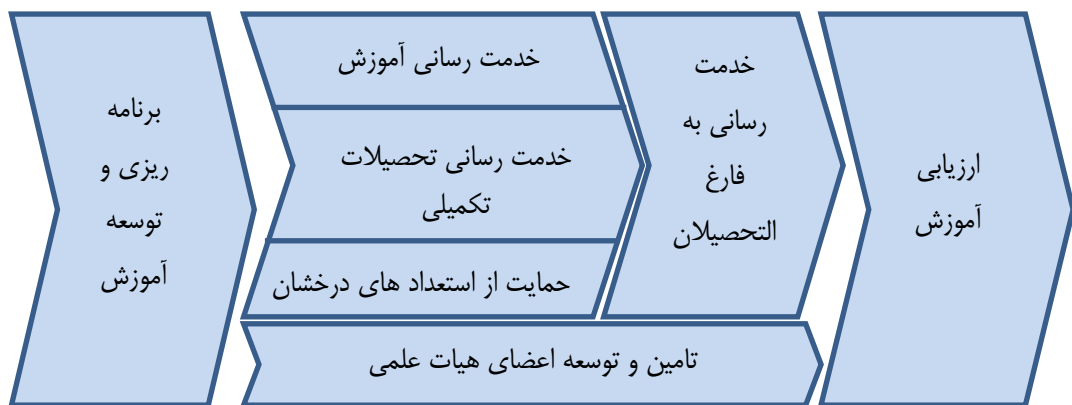 برنامه
ریزی و
توسعه
آموزش
خدمت رسانی آموزش
خدمت رسانی تحصیلات
تکمیلی
حمایت از استعداد های درخشان
خدمت
رسانی به
فارغ
التحصیلان
تامین و توسعه اعضای هیات علمی
ارزیابی
آموزش